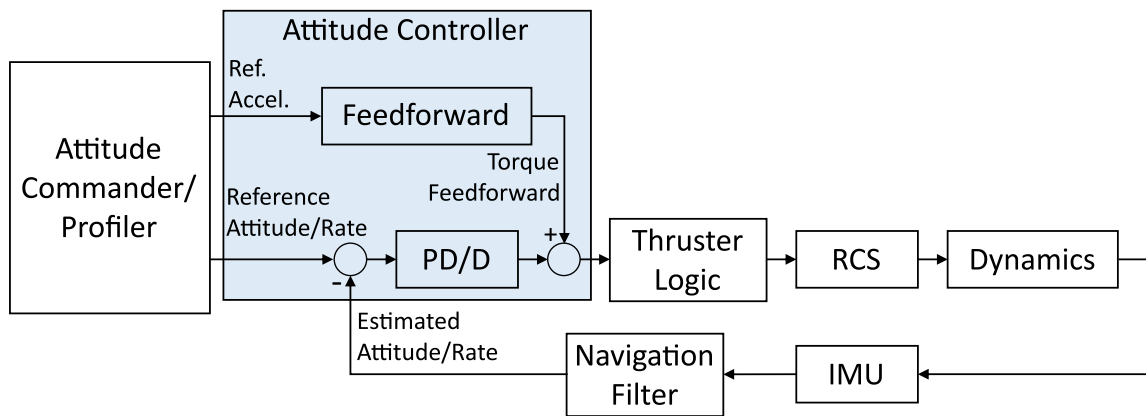 Attitude Controller
Ref.
Accel.
Feedforward
Attitude
Commander/
Profiler
Torque
Feedforward
Reference
Attitude/Rate
+
-
PD/D
Thruster
Logic
RCS
Dynamics
Estimated
Attitude/Rate
Navigation
Filter
IMU